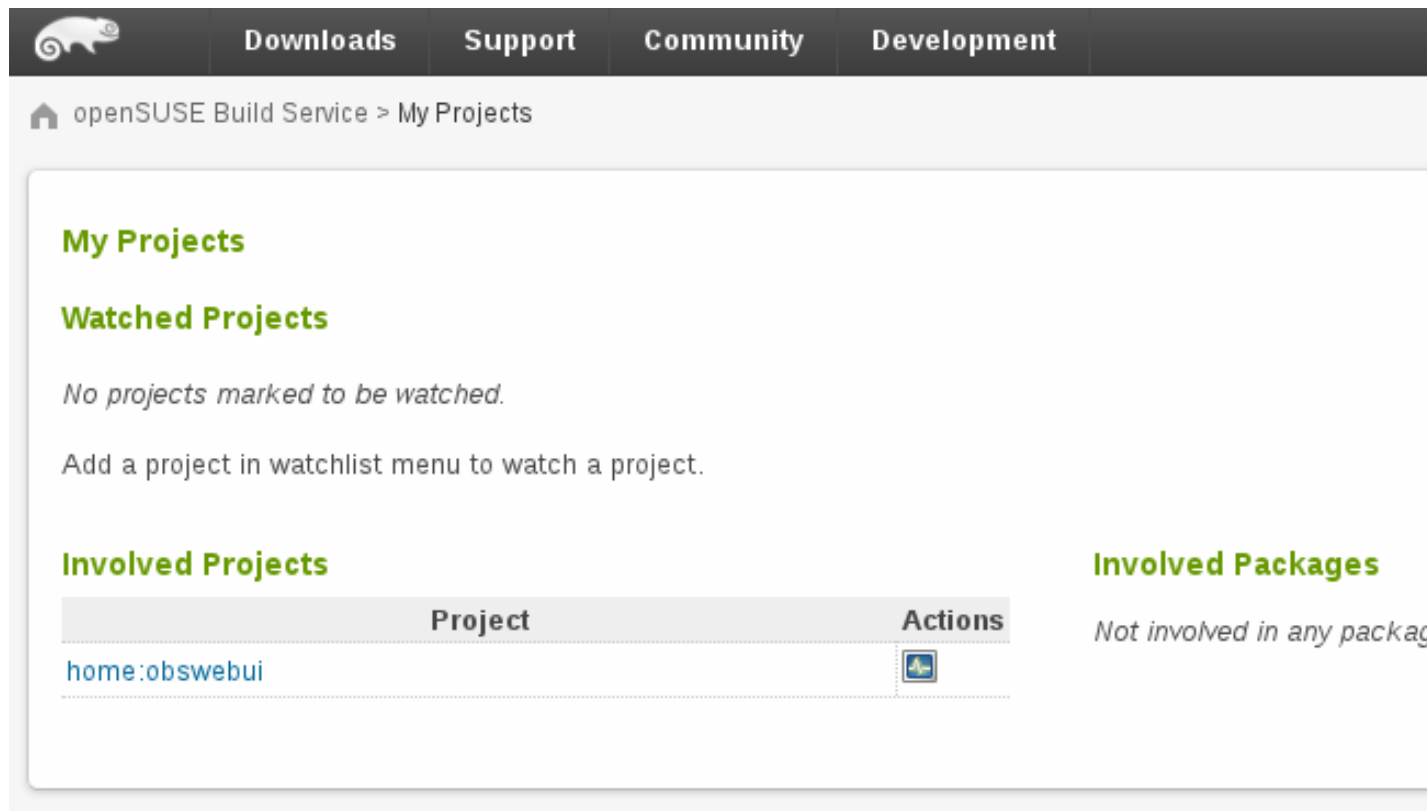 Downloads Support Community Development
openSUSE Build Service > My Projects
My Projects
Watched Projects
No projects marked to be watched.
Add a project in watchlist menu to watch a project.
Involved Projects
Project Actions
home:obswebui
Involved Packages
Not involved in any